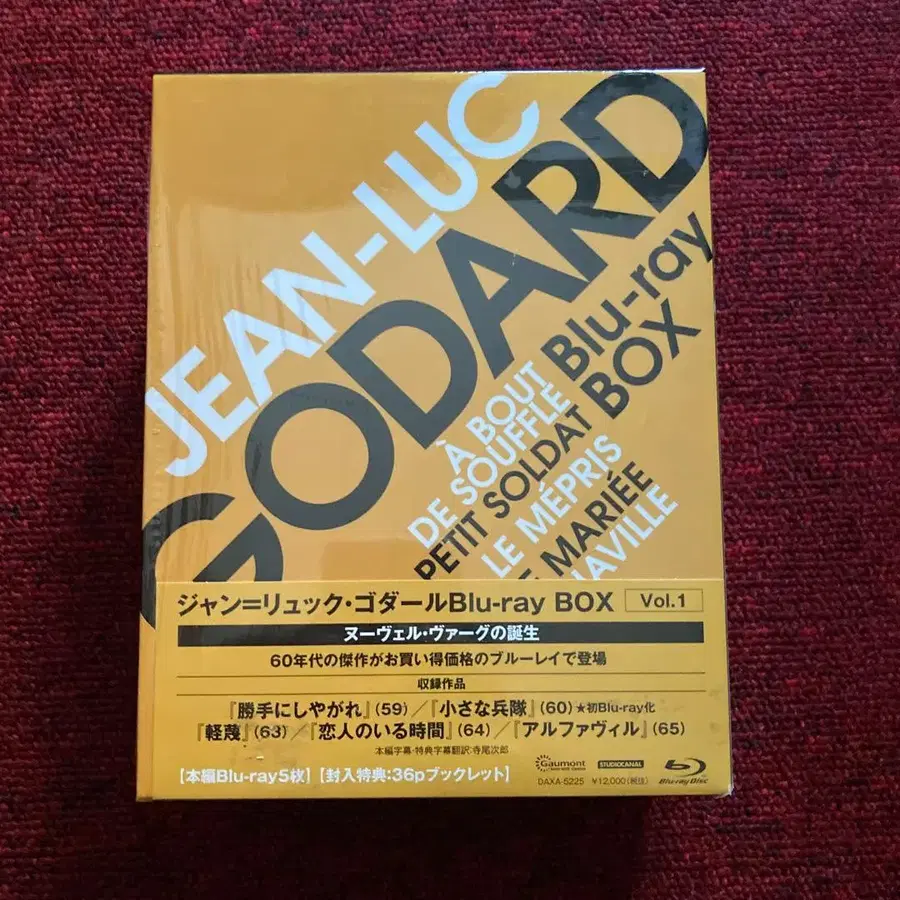 JEAN-LUC
GODARD
Blu-ray
BOX
À BOUT
DE SOUFFLE
PETIT SOLDAT
LE MÉPRIS
MARIÉE
ジャン=リュック・ゴダールBlu-ray BOX Vol.1
ヌーヴェル・ヴァーグの誕生
60年代の傑作がお買い得価格のブルーレイで登場
収録作品
『勝手にしやがれ』(59)／『小さな兵隊』(60)★初Blu-ray化
『軽蔑』(63)／『恋人のいる時間』(64)／『アルファヴィル』(65)
本編字幕・特典字幕翻訳:寺尾次郎
【本編Blu-ray5枚】【封入特典:36pブックレット】
Gaumont STUDIOCANAL
DAXA-5225 ¥12,000(税抜)
Blu-ray Disc